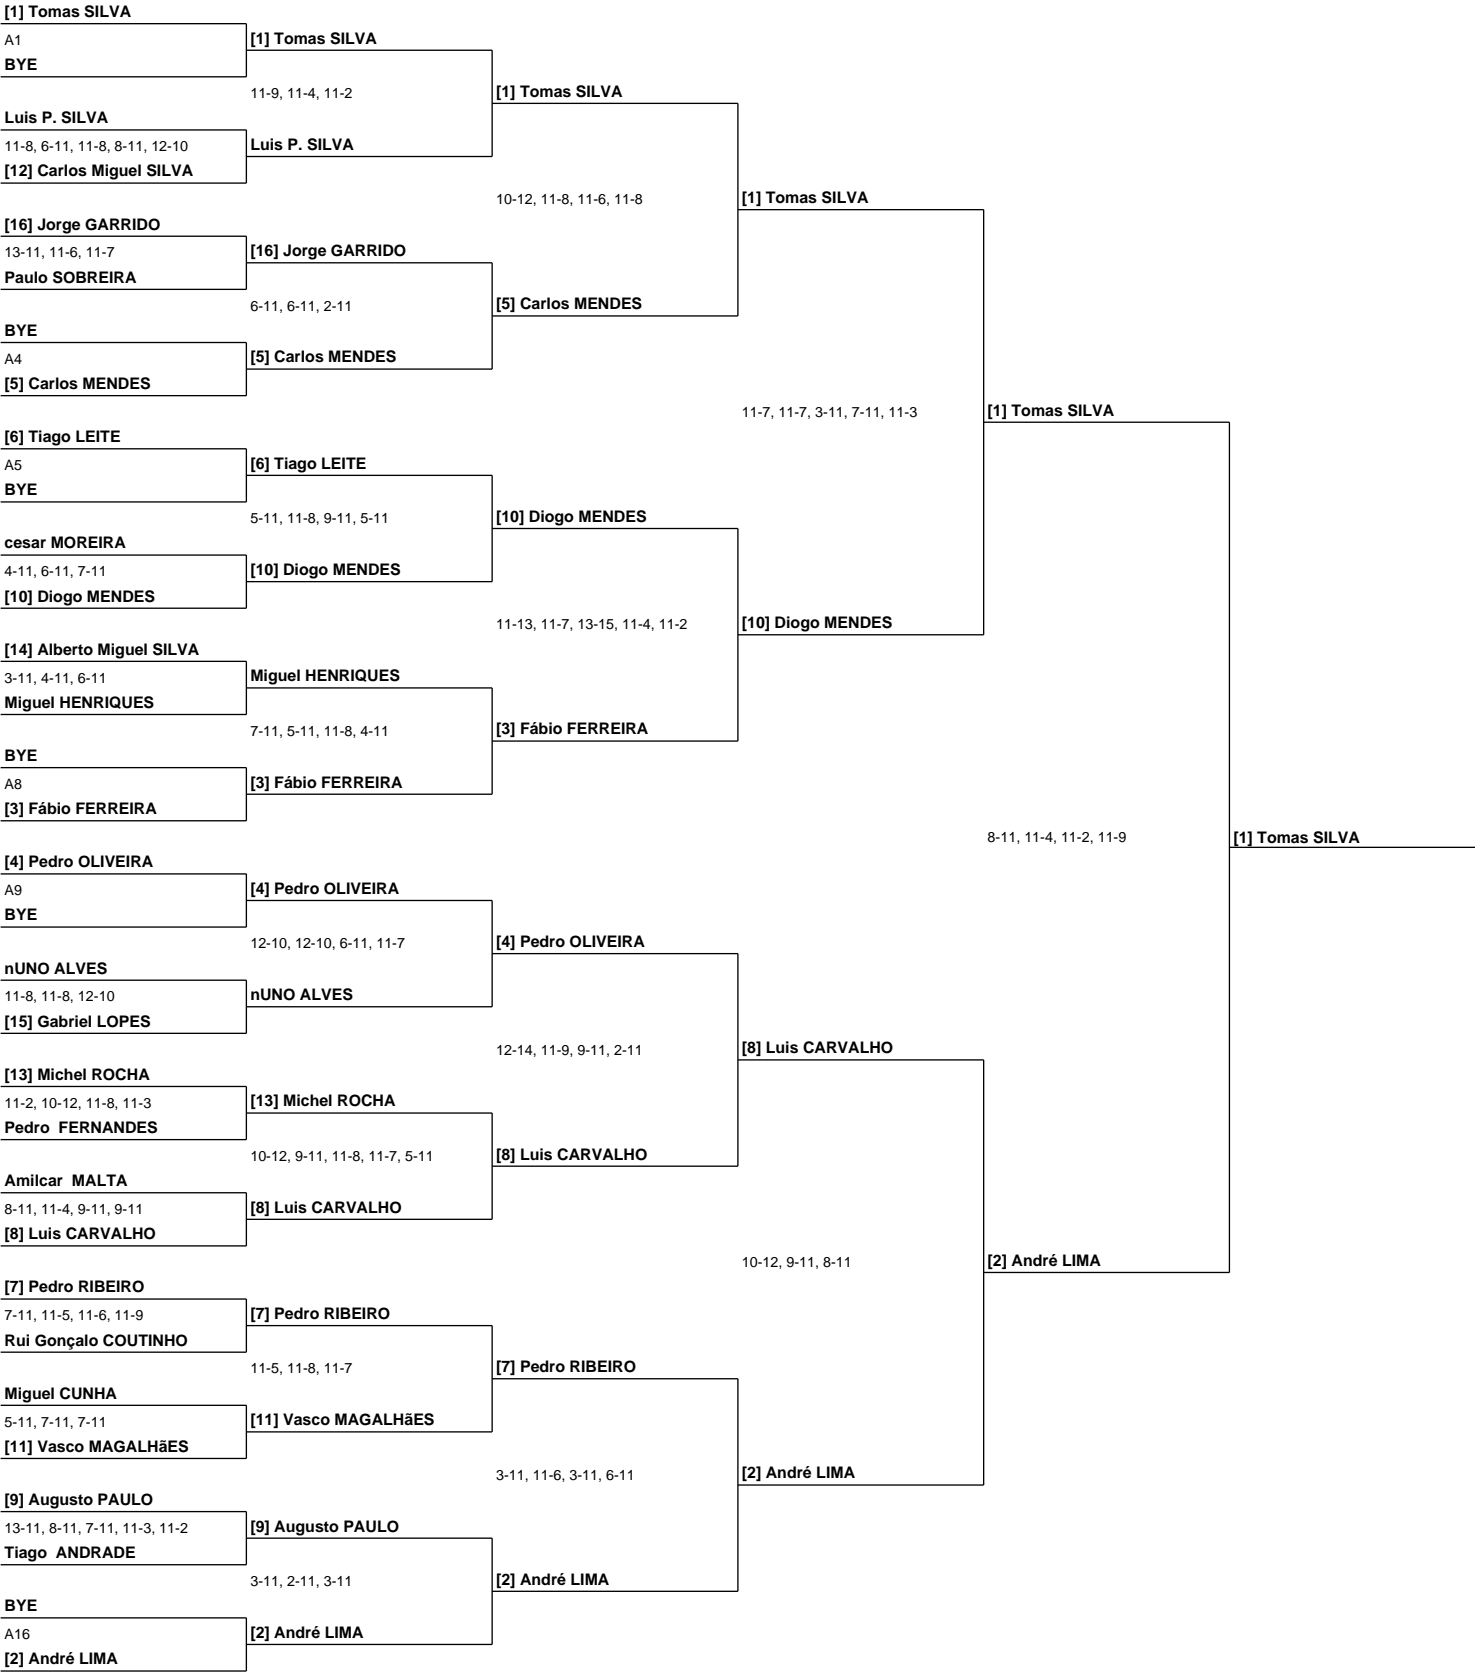 [1] Tomas SILVA
A1
BYE
Luis P. SILVA
11-8, 6-11, 11-8, 8-11, 12-10
[12] Carlos Miguel SILVA
[16] Jorge GARRIDO
13-11, 11-6, 11-7
Paulo SOBREIRA
BYE
A4
[5] Carlos MENDES
[6] Tiago LEITE
A5
BYE
cesar MOREIRA
4-11, 6-11, 7-11
[10] Diogo MENDES
[14] Alberto Miguel SILVA
3-11, 4-11, 6-11
Miguel HENRIQUES
BYE
A8
[3] Fábio FERREIRA
[4] Pedro OLIVEIRA
A9
BYE
nUNO ALVES
11-8, 11-8, 12-10
[15] Gabriel LOPES
[13] Michel ROCHA
11-2, 10-12, 11-8, 11-3
Pedro  FERNANDES
Amilcar  MALTA
8-11, 11-4, 9-11, 9-11
[8] Luis CARVALHO
[7] Pedro RIBEIRO
7-11, 11-5, 11-6, 11-9
Rui Gonçalo COUTINHO
Miguel CUNHA
5-11, 7-11, 7-11
[11] Vasco MAGALHãES
[9] Augusto PAULO
13-11, 8-11, 7-11, 11-3, 11-2
Tiago  ANDRADE
BYE
A16
[2] André LIMA
[1] Tomas SILVA
11-9, 11-4, 11-2
Luis P. SILVA
[16] Jorge GARRIDO
6-11, 6-11, 2-11
[5] Carlos MENDES
[6] Tiago LEITE
5-11, 11-8, 9-11, 5-11
[10] Diogo MENDES
Miguel HENRIQUES
7-11, 5-11, 11-8, 4-11
[3] Fábio FERREIRA
[4] Pedro OLIVEIRA
12-10, 12-10, 6-11, 11-7
nUNO ALVES
[13] Michel ROCHA
10-12, 9-11, 11-8, 11-7, 5-11
[8] Luis CARVALHO
[7] Pedro RIBEIRO
11-5, 11-8, 11-7
[11] Vasco MAGALHãES
[9] Augusto PAULO
3-11, 2-11, 3-11
[2] André LIMA
[1] Tomas SILVA
10-12, 11-8, 11-6, 11-8
[5] Carlos MENDES
[10] Diogo MENDES
11-13, 11-7, 13-15, 11-4, 11-2
[3] Fábio FERREIRA
[4] Pedro OLIVEIRA
12-14, 11-9, 9-11, 2-11
[8] Luis CARVALHO
[7] Pedro RIBEIRO
3-11, 11-6, 3-11, 6-11
[2] André LIMA
[1] Tomas SILVA
11-7, 11-7, 3-11, 7-11, 11-3
[10] Diogo MENDES
[8] Luis CARVALHO
10-12, 9-11, 8-11
[2] André LIMA
[1] Tomas SILVA
8-11, 11-4, 11-2, 11-9
[2] André LIMA
[1] Tomas SILVA